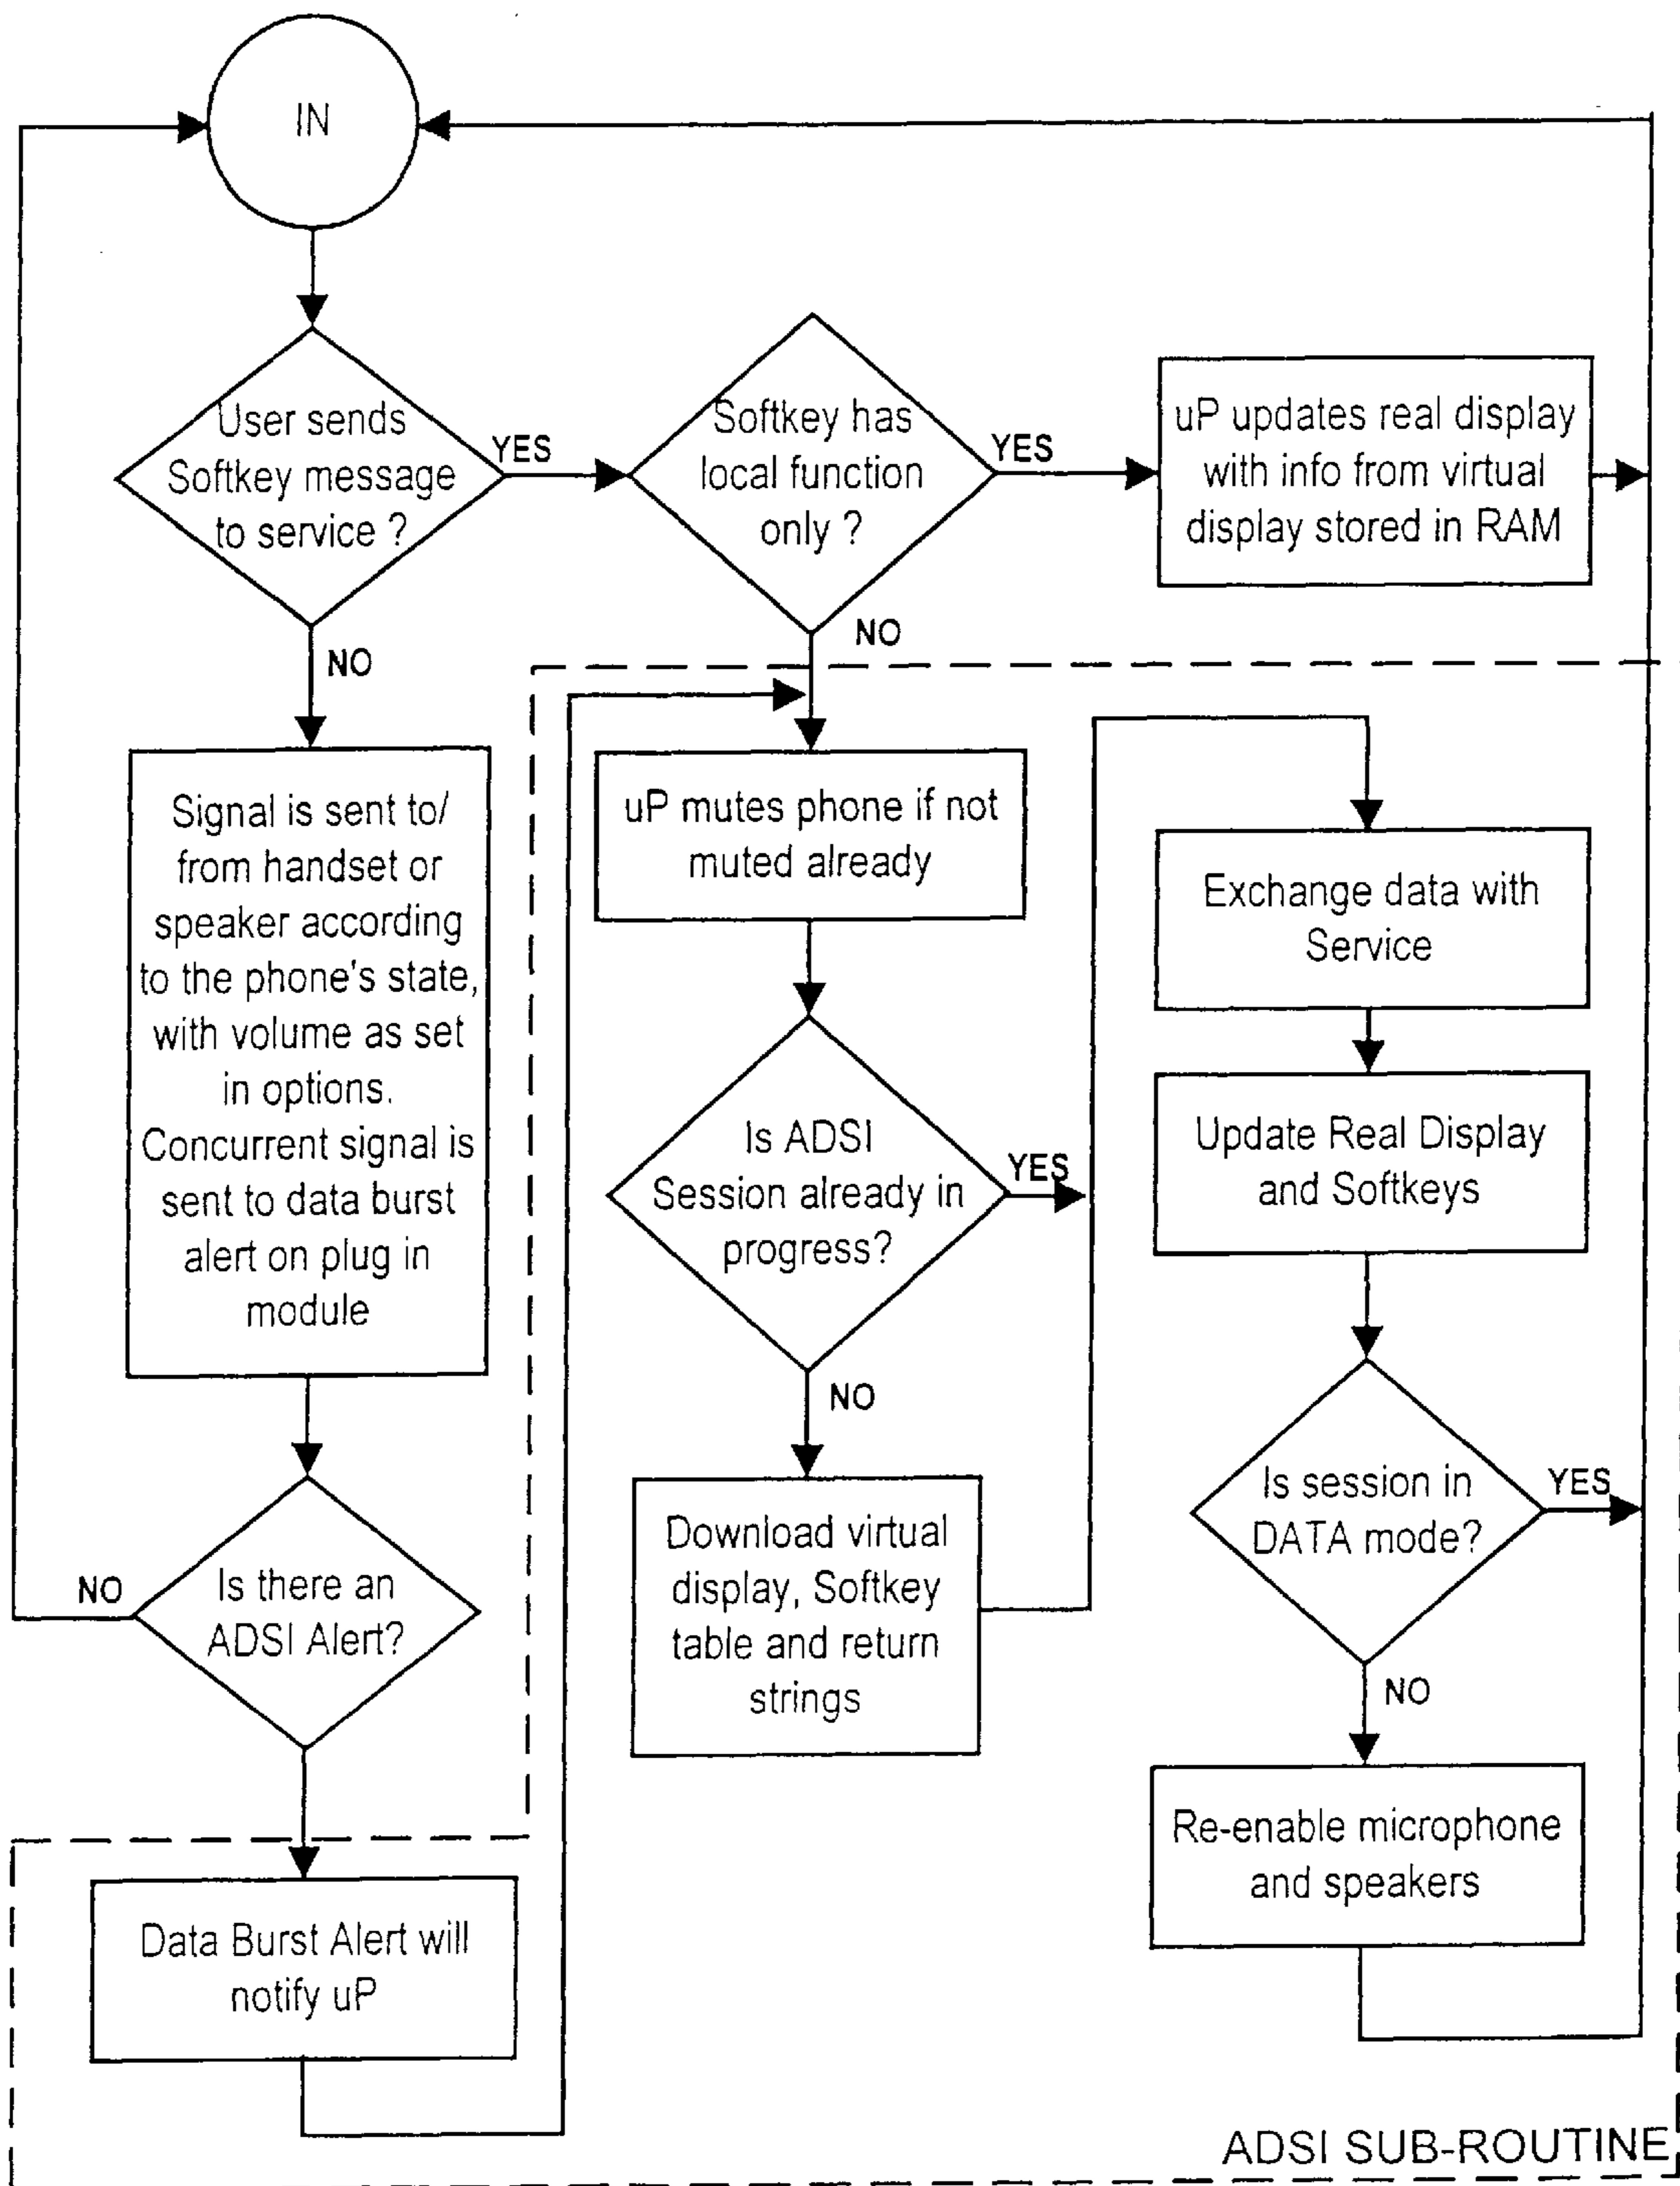 IN
User sends
Softkey message
to service ?
YES
NO
Softkey has
local function
only ?
YES
NO
uP updates real display
with info from virtual
display stored in RAM
Signal is sent to/
from handset or
speaker according
to the phone's state,
with volume as set
in options.
Concurrent signal is
sent to data burst
alert on plug in
module
Is there an
ADSI Alert?
NO
Data Burst Alert will
notify uP
uP mutes phone if not
muted already
Is ADSI
Session already in
progress?
YES
NO
Download virtual
display, Softkey
table and return
strings
Exchange data with
Service
Update Real Display
and Softkeys
Is session in
DATA mode?
YES
NO
Re-enable microphone
and speakers
ADSI SUB-ROUTINE